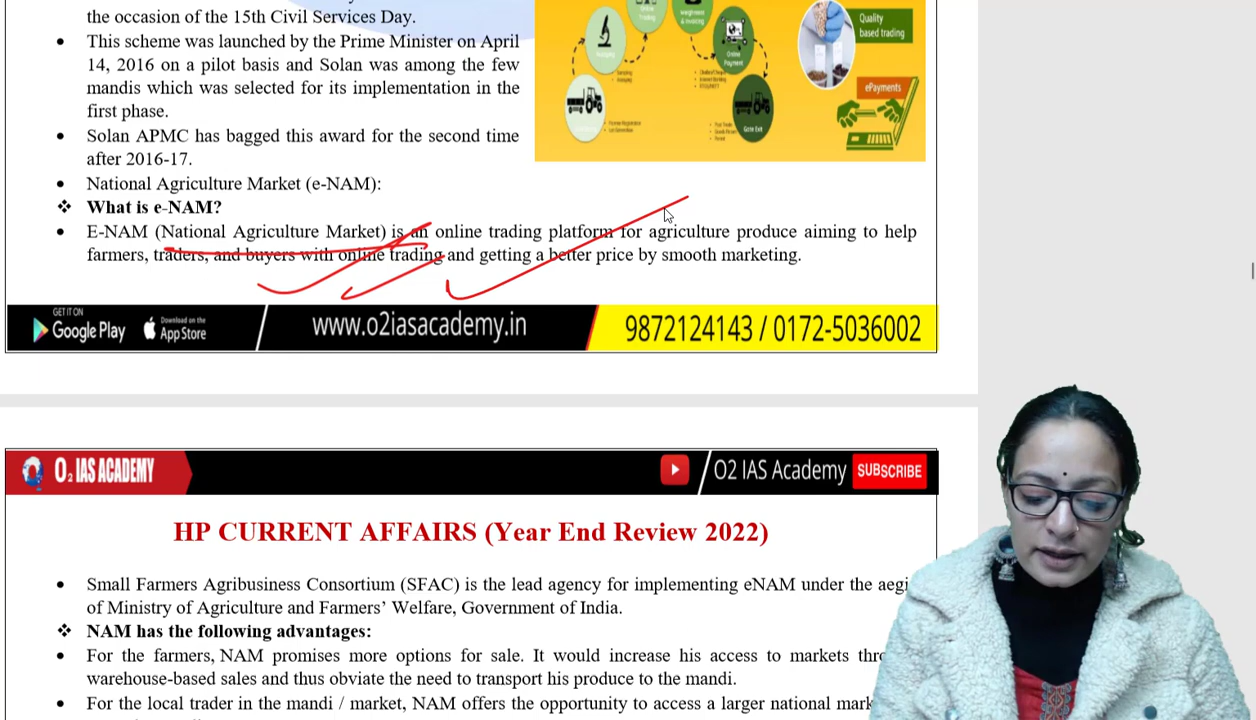 the occasion of the 15th Civil Services Day.
• This scheme was launched by the Prime Minister on April
14, 2016 on a pilot basis and Solan was among the few
mandis which was selected for its implementation in the
first phase.
• Solan APMC has bagged this award for the second time
after 2016-17.
• National Agriculture Market (e-NAM):
❖ What is e-NAM?
• E-NAM (National Agriculture Market) is an online trading platform for agriculture produce aiming to help
farmers, traders, and buyers with online trading and getting a better price by smooth marketing.
Online
Payment
Gate Exit
Quality
based trading
ePayments
GET IT ON
Google Play
Download on the
App Store
www.o2iasacademy.in
9872124143 / 0172-5036002
O2 IAS ACADEMY
O2 IAS Academy
SUBSCRIBE
HP CURRENT AFFAIRS (Year End Review 2022)
• Small Farmers Agribusiness Consortium (SFAC) is the lead agency for implementing eNAM under the aegi
of Ministry of Agriculture and Farmers' Welfare, Government of India.
❖ NAM has the following advantages:
• For the farmers, NAM promises more options for sale. It would increase his access to markets thr
warehouse-based sales and thus obviate the need to transport his produce to the mandi.
• For the local trader in the mandi / market, NAM offers the opportunity to access a larger national mark